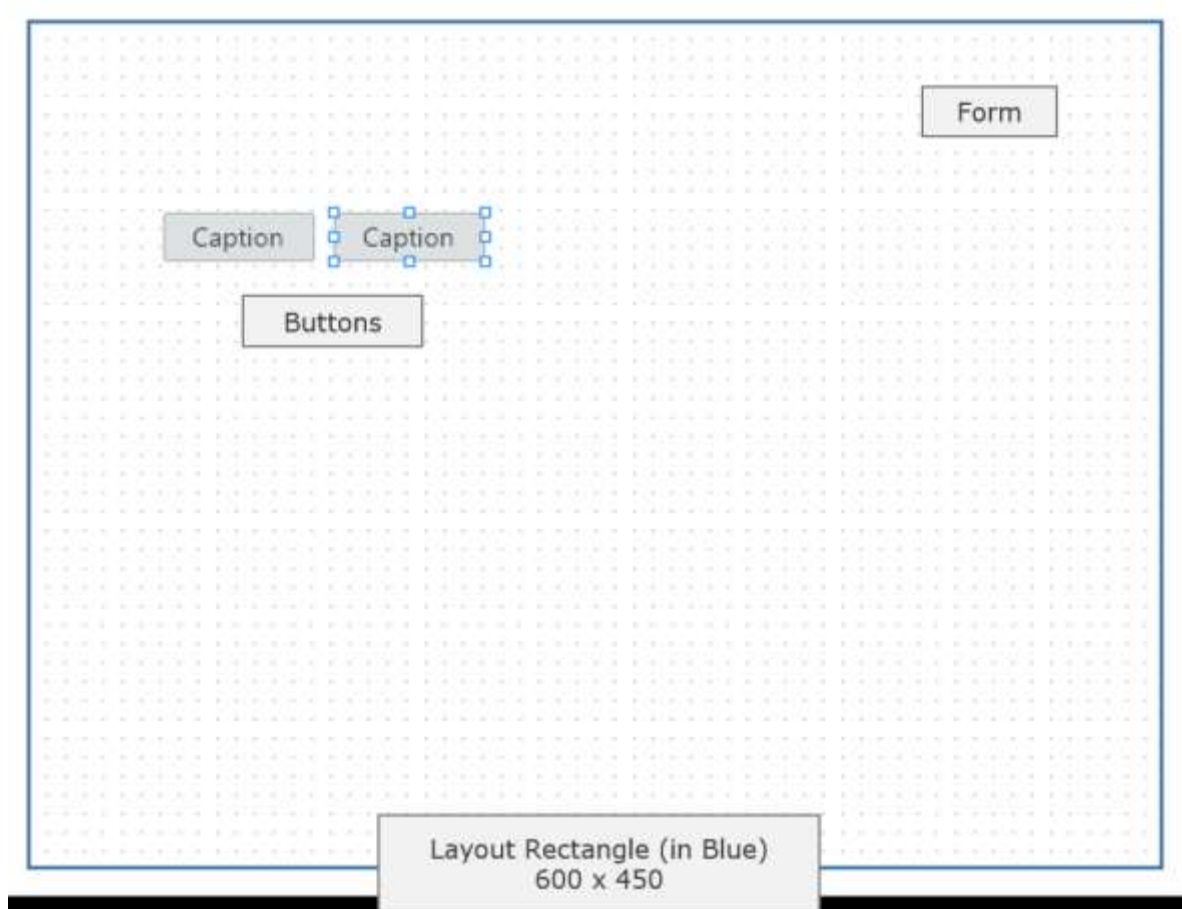 Form
Caption
Caption
Buttons
Layout Rectangle (in Blue)
600 x 450